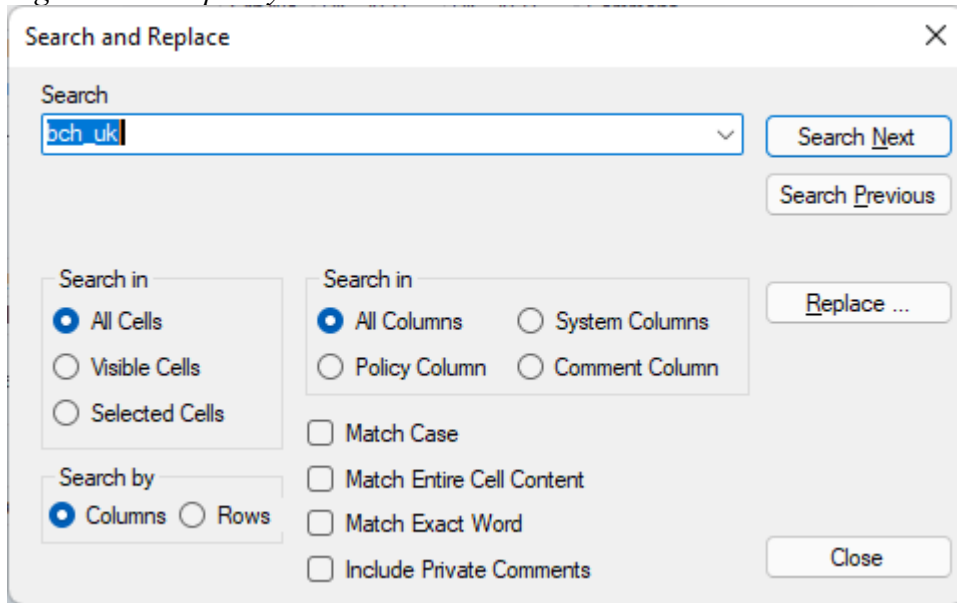 Search and Replace
Search
bch_uk
Search Next
Search Previous
Search in
All Cells
Visible Cells
Selected Cells
Search in
All Columns
System Columns
Policy Column
Comment Column
Replace ...
Match Case
Match Entire Cell Content
Match Exact Word
Include Private Comments
Search by
Columns
Rows
Close